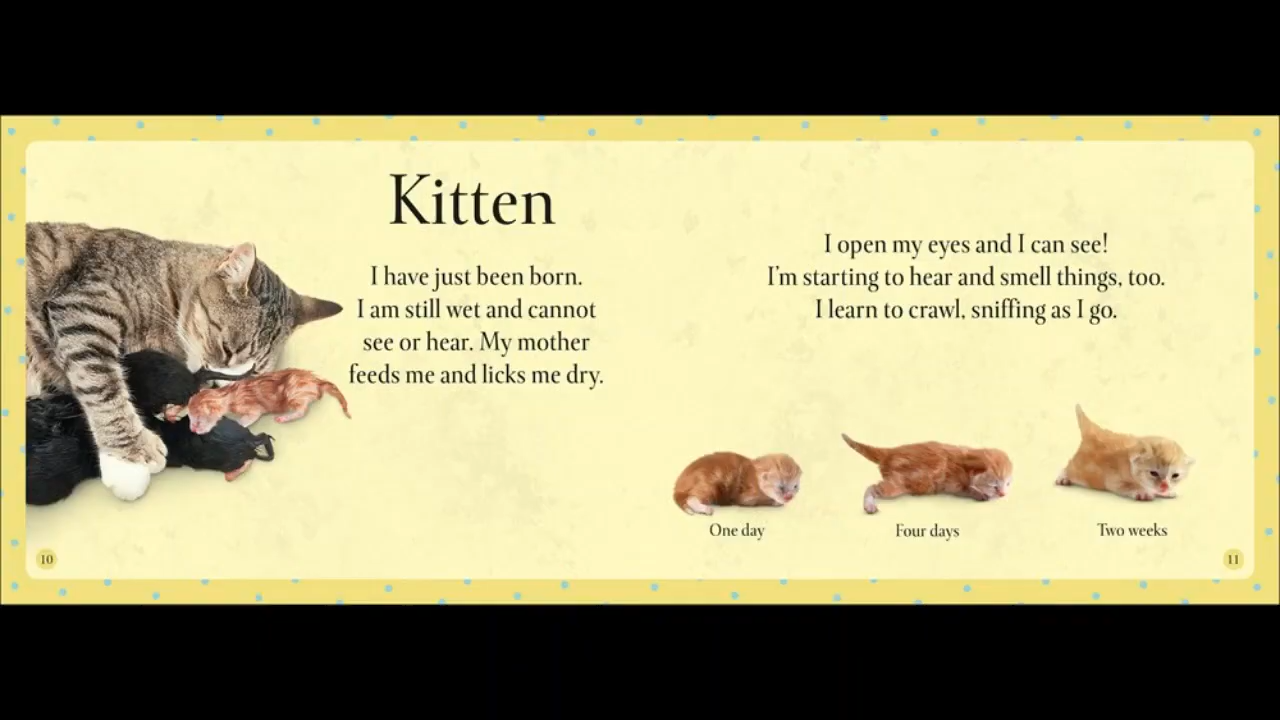 Kitten
I have just been born.
I am still wet and cannot
see or hear. My mother
feeds me and licks me dry.
10
I open my eyes and I can see!
I'm starting to hear and smell things, too.
I learn to crawl, sniffing as I go.
One day
Four days
Two weeks
11